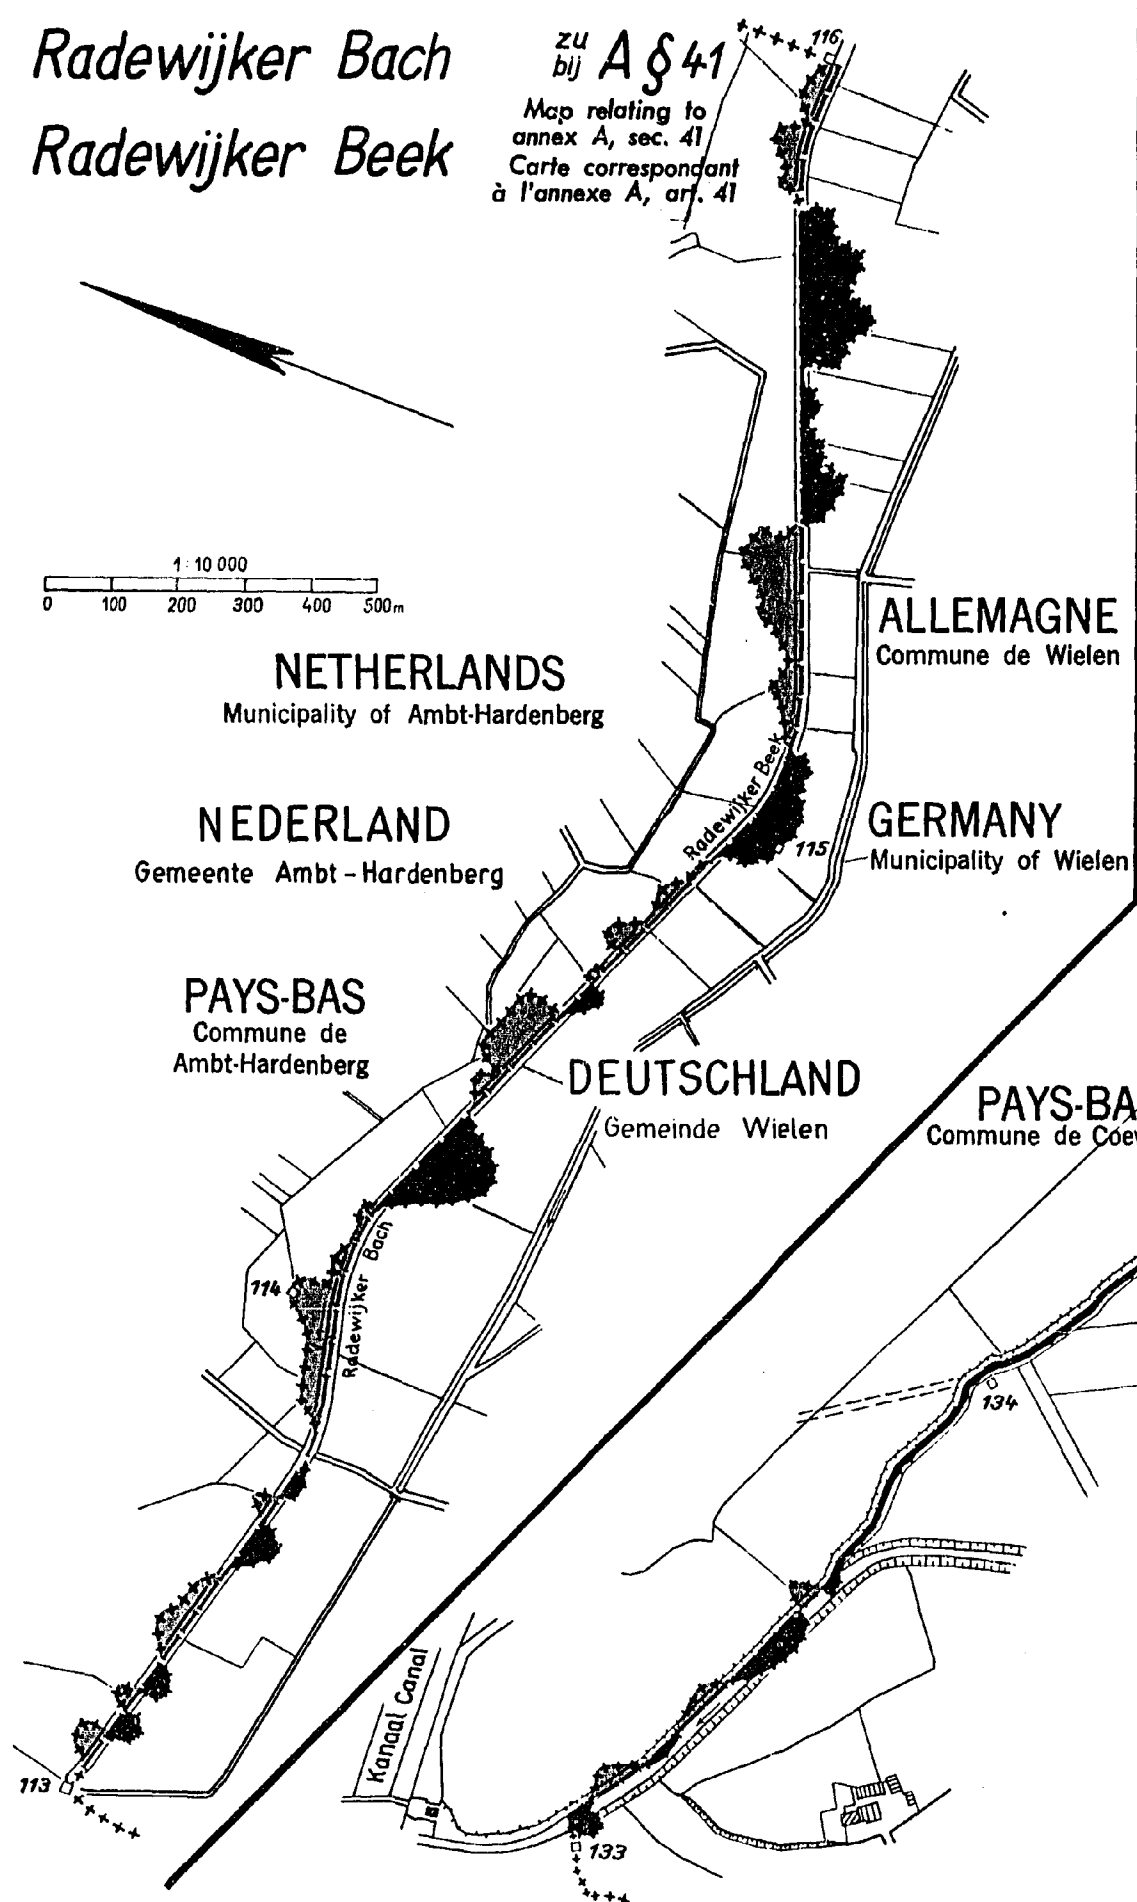 Radewijker Bach
Radewijker Beek
zu
bij A § 41
Map relating to
annex A, sec. 41
Carte correspondant
à l'annexe A, art. 41
116
1:10 000
0 100 200 300 400 500m
ALLEMAGNE
Commune de Wielen
NETHERLANDS
Municipality of Ambt-Hardenberg
Radewijker Beek
NEDERLAND
Gemeente Ambt-Hardenberg
115
GERMANY
Municipality of Wielen
PAYS-BAS
Commune de
Ambt-Hardenberg
DEUTSCHLAND
Gemeinde Wielen
PAYS-BA
Commune de Coev
114
Radewijker Bach
134
Kanaal Canal
113
133